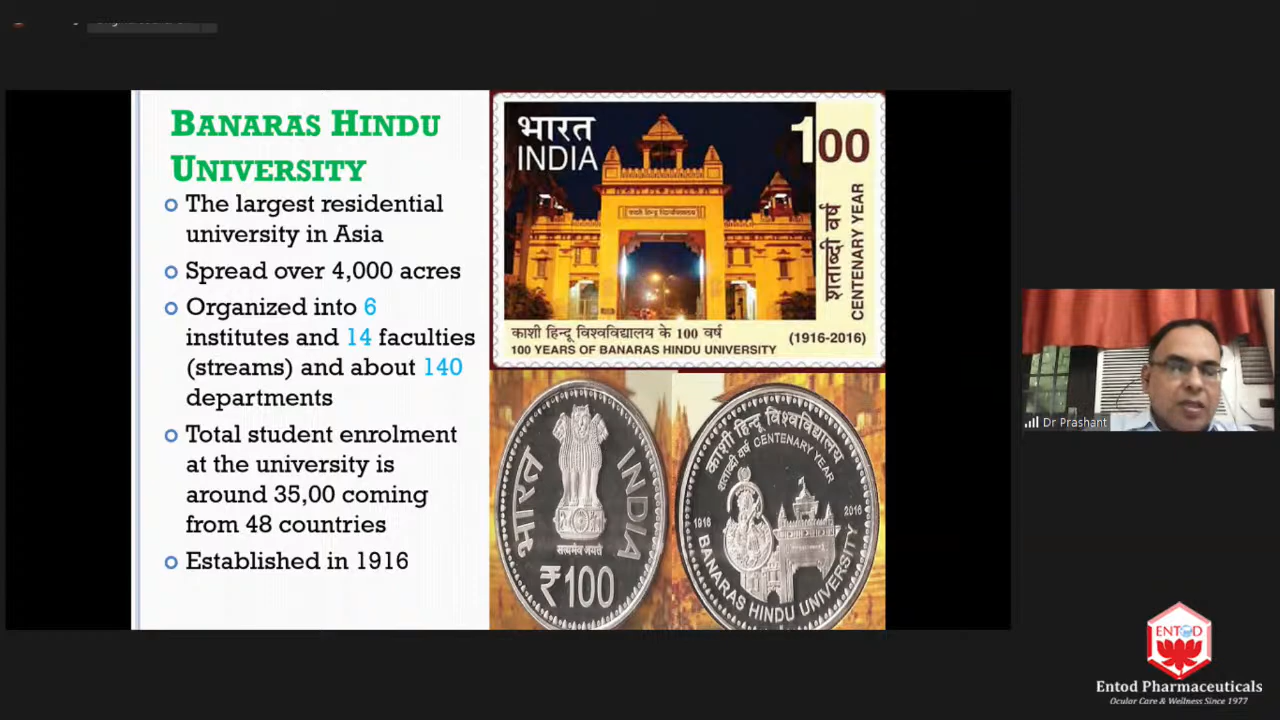 BANARAS HINDU
UNIVERSITY
The largest residential
university in Asia
Spread over 4,000 acres
Organized into 6
institutes and 14 faculties
(streams) and about 140
departments
Total student enrolment
at the university is
around 35,00 coming
from 48 countries
Established in 1916
भारत
INDIA
100
शताब्दी वर्ष
CENTENARY YEAR
काशी हिन्दू विश्वविद्यालय
काशी हिन्दू विश्वविद्यालय के 100 वर्ष
(1916-2016)
100 YEARS OF BANARAS HINDU UNIVERSITY
भारत
INDIA
सत्यमेव जयते
₹100
काशी हिन्दू विश्वविद्यालय
शताब्दी वर्ष CENTENARY YEAR
1916
2016
BANARAS HINDU UNIVERSITY
Dr Prashant
ENTOD
Entod Pharmaceuticals
Ocular Care & Wellness Since 1977